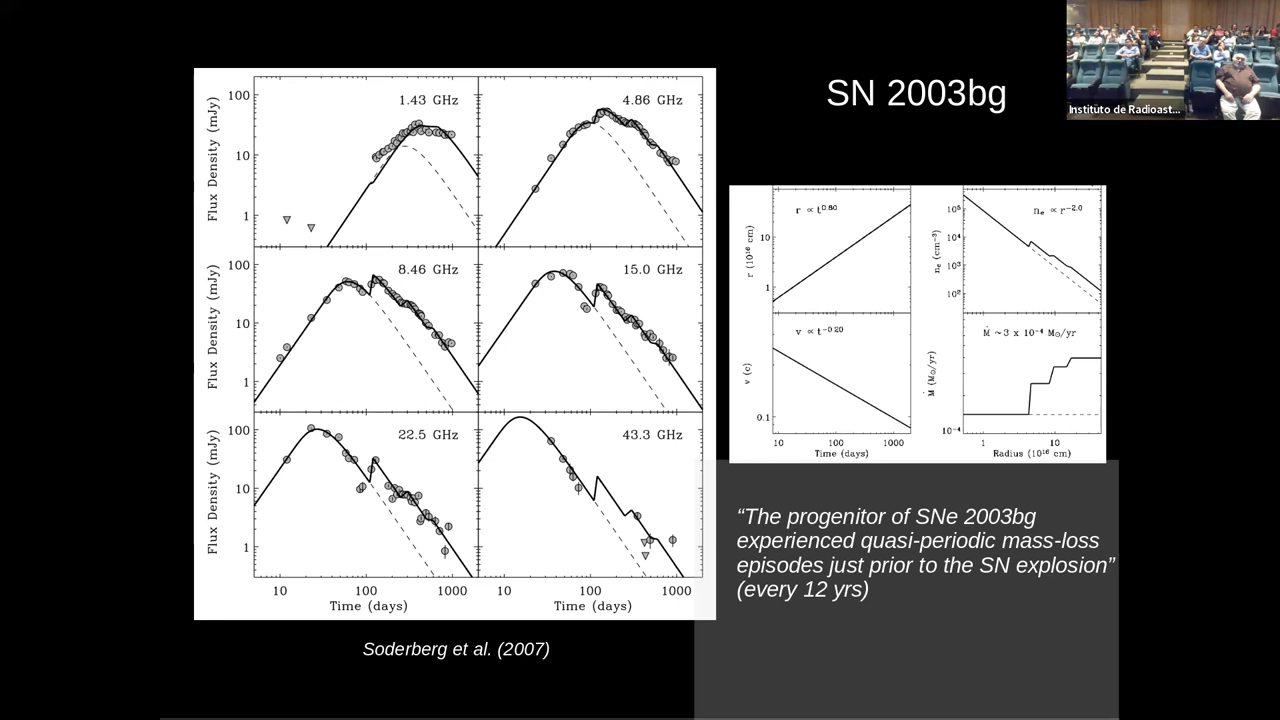 SN 2003bg
Instituto de Radioast...
1.43 GHz
4.86 GHz
8.46 GHz
15.0 GHz
22.5 GHz
43.3 GHz
Flux Density (mJy)
100
10
1
Flux Density (mJy)
100
10
1
Flux Density (mJy)
100
10
1
10 100 1000
10 100 1000
Time (days)
Time (days)
r ∝ t^0.80
n_e ∝ r^-2.0
r (10^16 cm)
10
1
n_e (cm^-3)
10^5
10^4
10^3
10^2
v ∝ t^-0.20
Ṁ ~ 3 x 10^-4 M⊙/yr
v (c)
0.1
Ṁ (M⊙/yr)
10^-4
10 100 1000
1 10
Time (days)
Radius (10^16 cm)
“The progenitor of SNe 2003bg
experienced quasi-periodic mass-loss
episodes just prior to the SN explosion”
(every 12 yrs)
Soderberg et al. (2007)